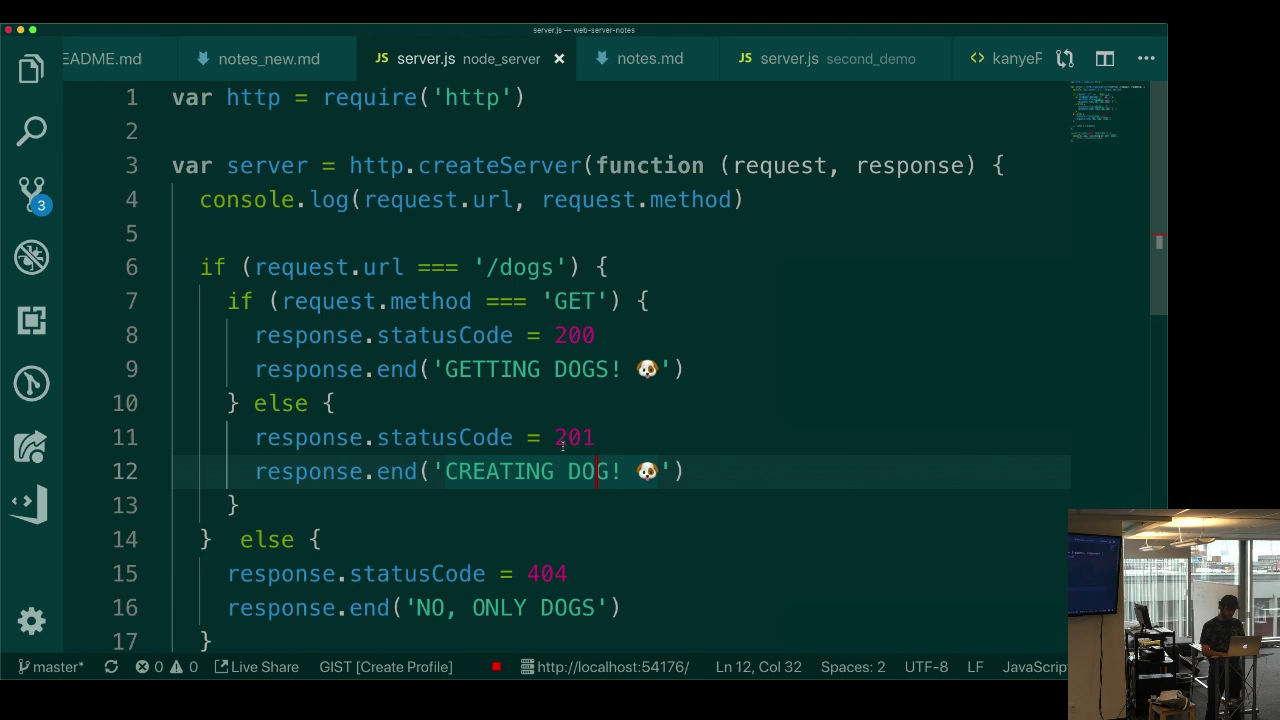 server.js — web-server-notes
EADME.md
notes_new.md
JS server.js node_server
notes.md
JS server.js second_demo
<> kanyeF
1 var http = require('http')
2
3 var server = http.createServer(function (request, response) {
4 console.log(request.url, request.method)
5
6 if (request.url === '/dogs') {
7 if (request.method === 'GET') {
8 response.statusCode = 200
9 response.end('GETTING DOGS! 🐶')
10 } else {
11 response.statusCode = 201
12 response.end('CREATING DOG! 🐶')
13 }
14 }  else {
15 response.statusCode = 404
16 response.end('NO, ONLY DOGS')
17 }
3
master* 0 0 Live Share GIST [Create Profile] http://localhost:54176/ Ln 12, Col 32 Spaces: 2 UTF-8 LF JavaScrip